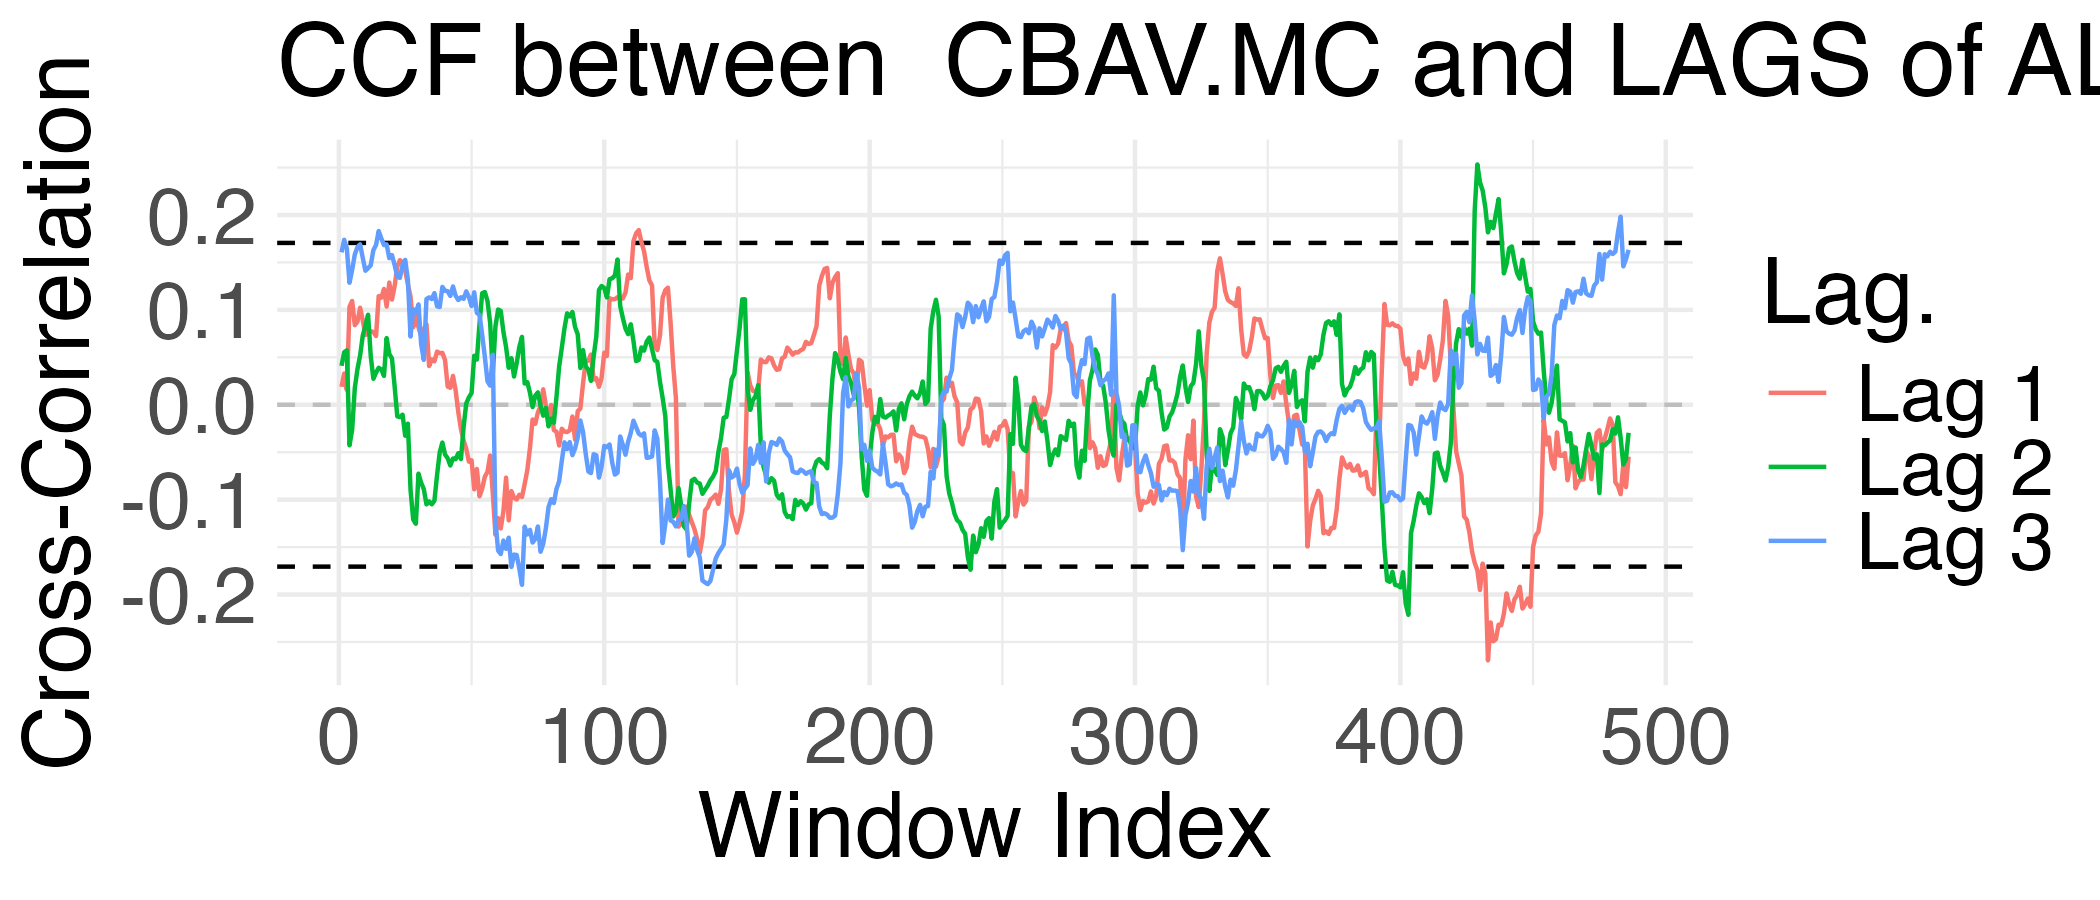 CCF between CBAV.MC and LAGS of AL
Cross-Correlation
0.2
0.1
0.0
-0.1
-0.2
0 100 200 300 400 500
Window Index
Lag.
Lag 1
Lag 2
Lag 3